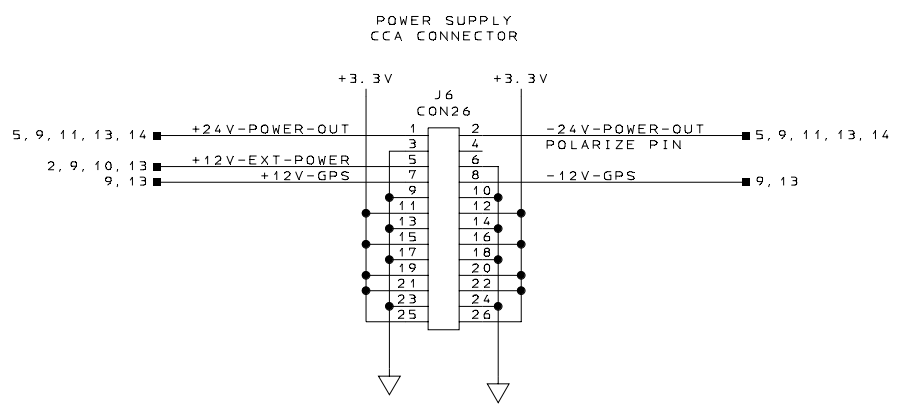 POWER SUPPLY
CCA CONNECTOR
+3.3V +3.3V
J6
CON26
5, 9, 11, 13, 14 +24V-POWER-OUT 1 2 -24V-POWER-OUT 5, 9, 11, 13, 14
3 4 POLARIZE PIN
2, 9, 10, 13 +12V-EXT-POWER 5 6
9, 13 +12V-GPS 7 8 -12V-GPS 9, 13
9 10
11 12
13 14
15 16
17 18
19 20
21 22
23 24
25 26